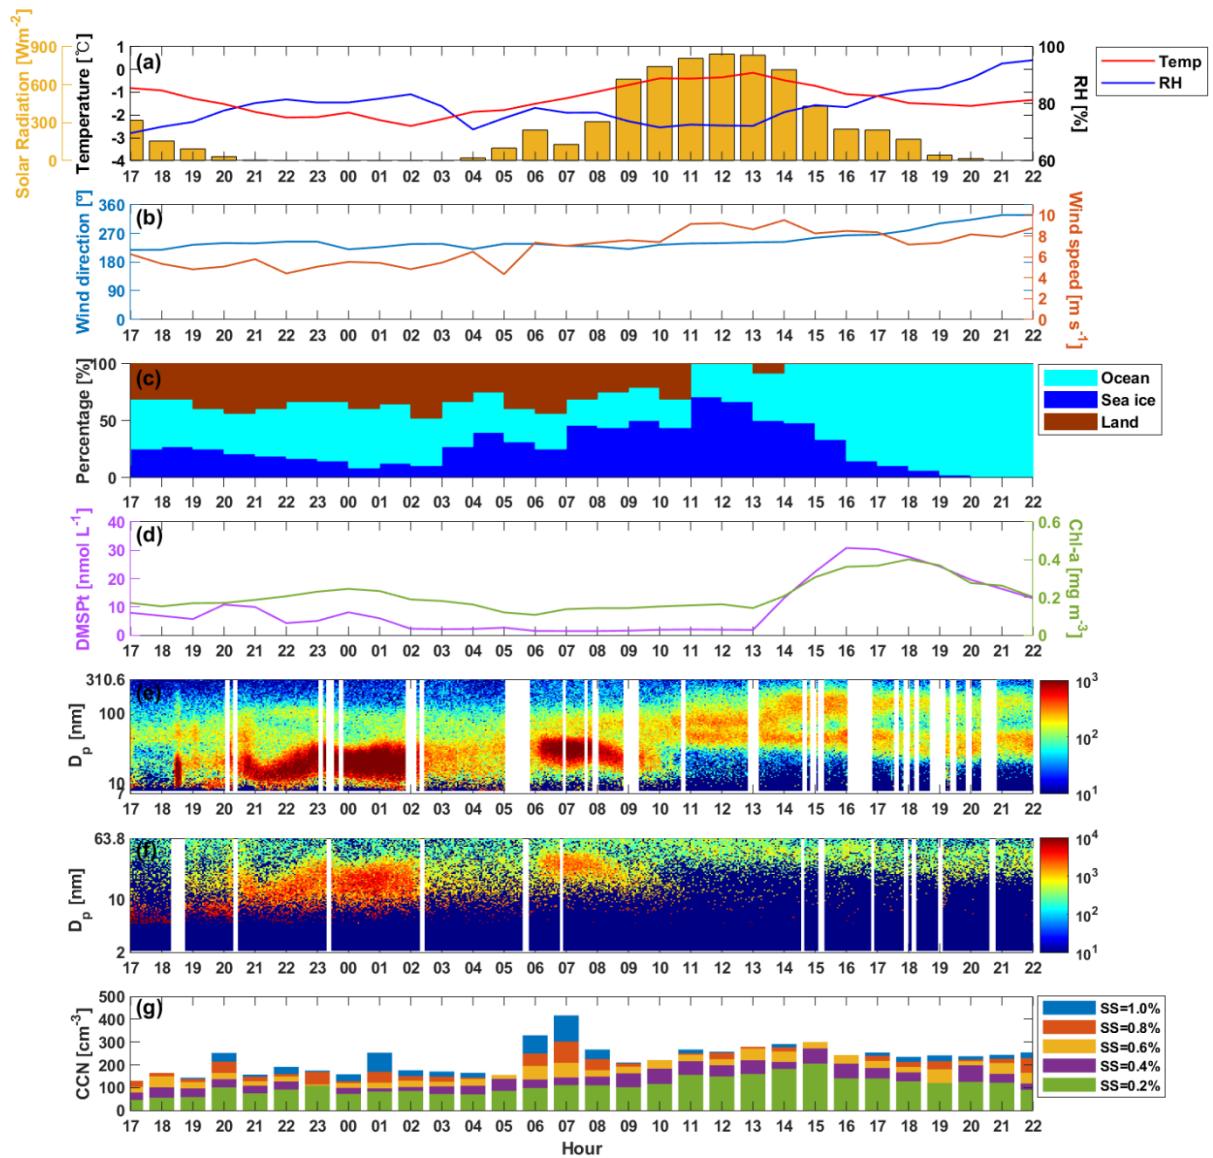 Solar Radiation [Wm-2]
900
600
300
0
Temperature [℃]
1
0
-1
-2
-3
-4
(a)
100
80
60
RH [%]
Temp
RH
17 18 19 20 21 22 23 00 01 02 03 04 05 06 07 08 09 10 11 12 13 14 15 16 17 18 19 20 21 22
Wind direction [º]
360
270
180
90
0
(b)
10
8
6
4
2
0
Wind speed [m s-1]
17 18 19 20 21 22 23 00 01 02 03 04 05 06 07 08 09 10 11 12 13 14 15 16 17 18 19 20 21 22
Percentage [%]
100
50
0
(c)
Ocean
Sea ice
Land
17 18 19 20 21 22 23 00 01 02 03 04 05 06 07 08 09 10 11 12 13 14 15 16 17 18 19 20 21 22
DMSPt [nmol L-1]
40
30
20
10
0
(d)
0.6
0.4
0.2
0
Chl-a [mg m-3]
17 18 19 20 21 22 23 00 01 02 03 04 05 06 07 08 09 10 11 12 13 14 15 16 17 18 19 20 21 22
Dp [nm]
310.6
100
10
7
(e)
103
102
101
17 18 19 20 21 22 23 00 01 02 03 04 05 06 07 08 09 10 11 12 13 14 15 16 17 18 19 20 21 22
Dp [nm]
63.8
10
2
(f)
104
103
102
101
17 18 19 20 21 22 23 00 01 02 03 04 05 06 07 08 09 10 11 12 13 14 15 16 17 18 19 20 21 22
CCN [cm-3]
500
400
300
200
100
0
(g)
SS=1.0%
SS=0.8%
SS=0.6%
SS=0.4%
SS=0.2%
17 18 19 20 21 22 23 00 01 02 03 04 05 06 07 08 09 10 11 12 13 14 15 16 17 18 19 20 21 22
Hour